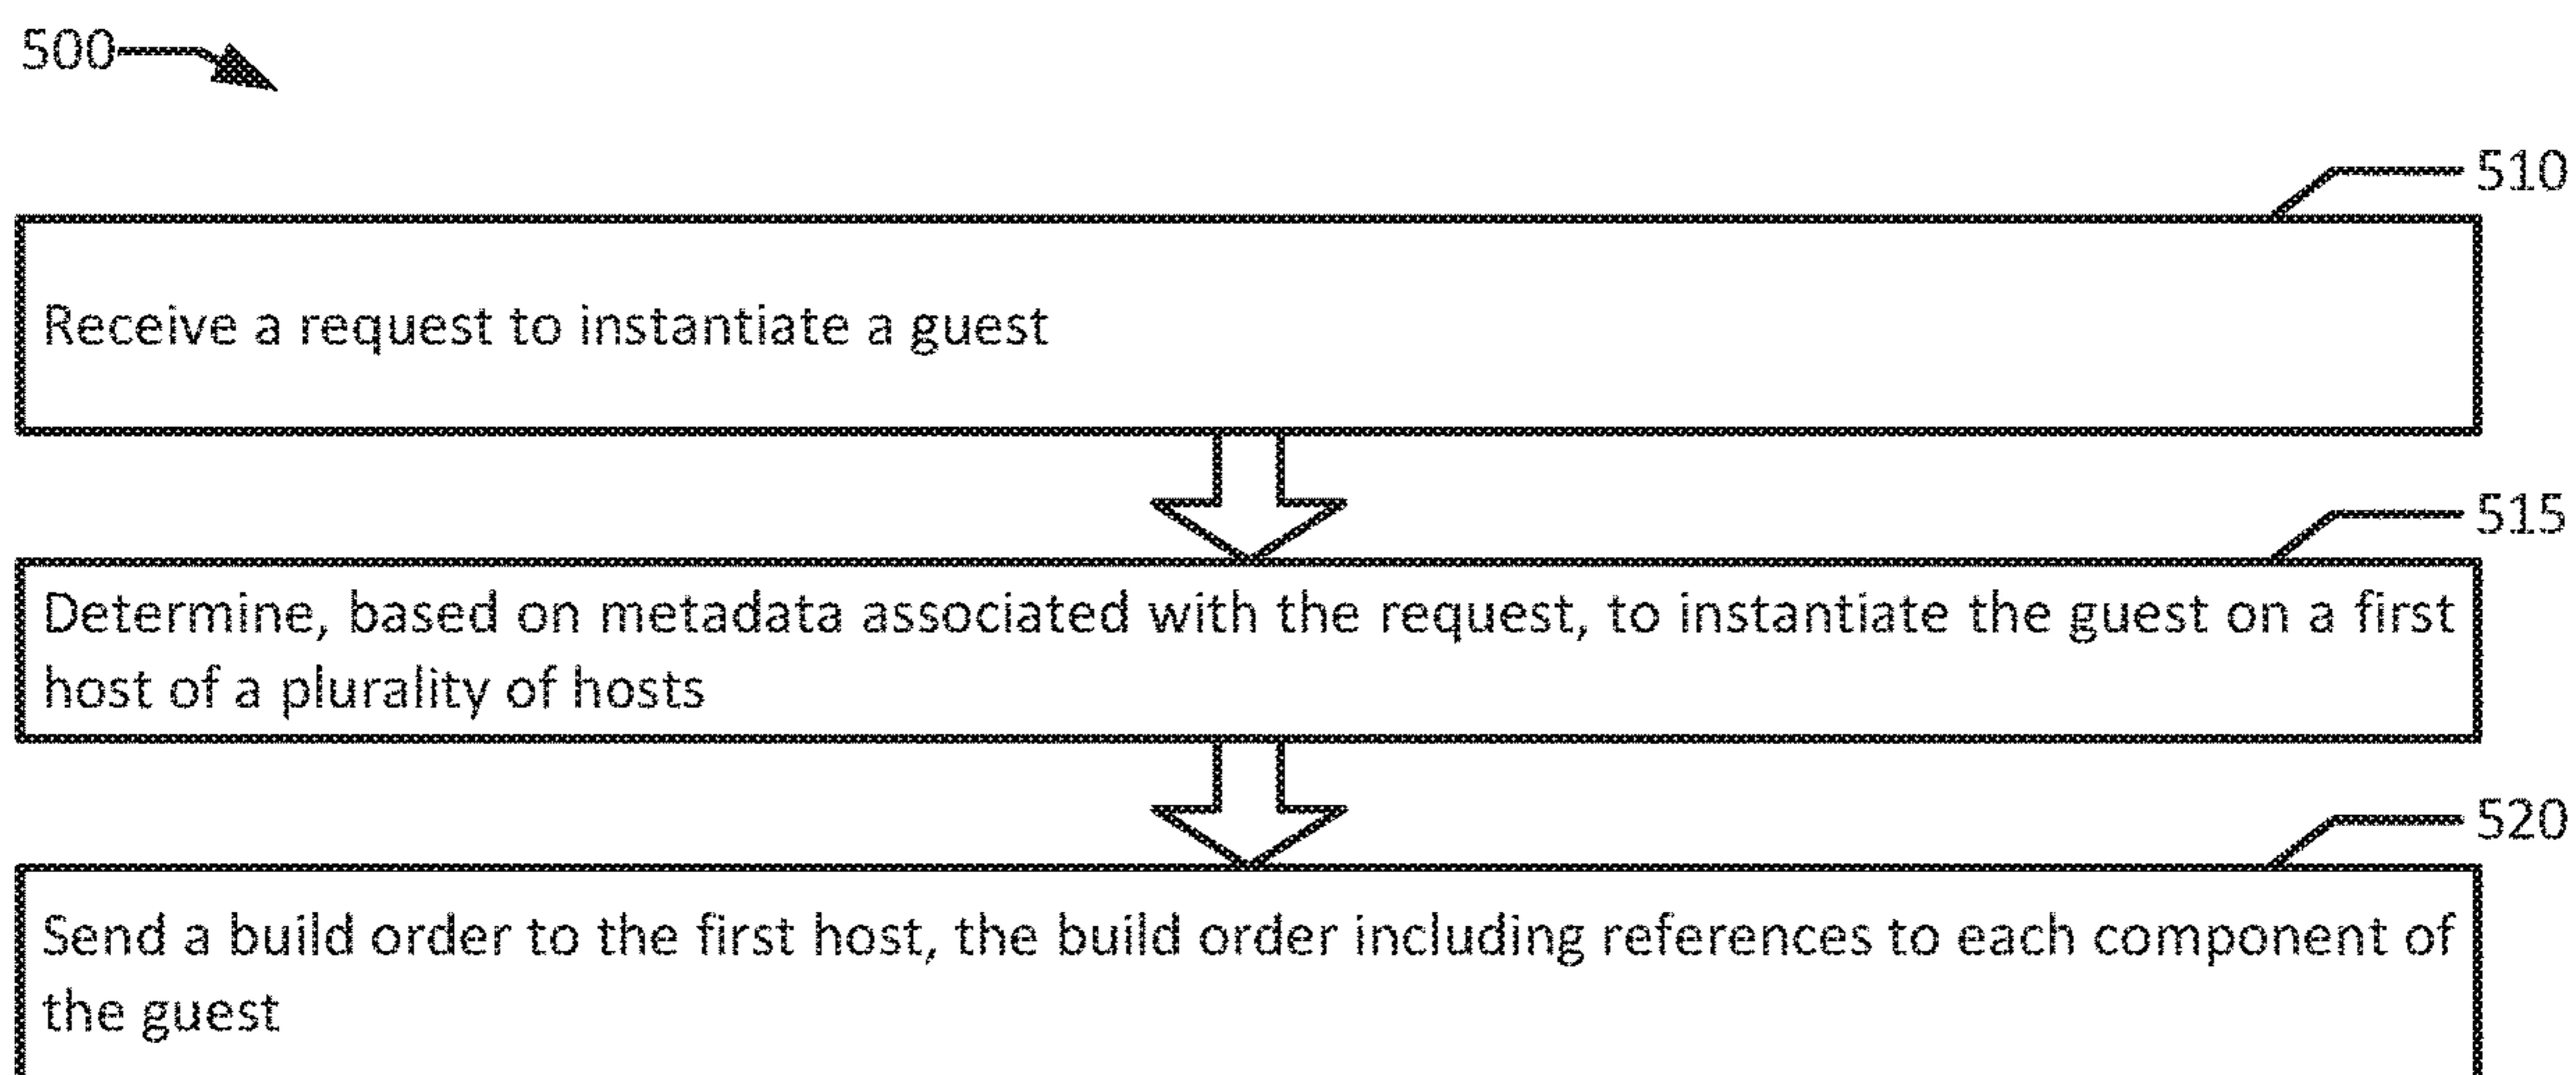 500
510
Receive a request to instantiate a guest
515
Determine, based on metadata associated with the request, to instantiate the guest on a first
host of a plurality of hosts
520
Send a build order to the first host, the build order including references to each component of
the guest